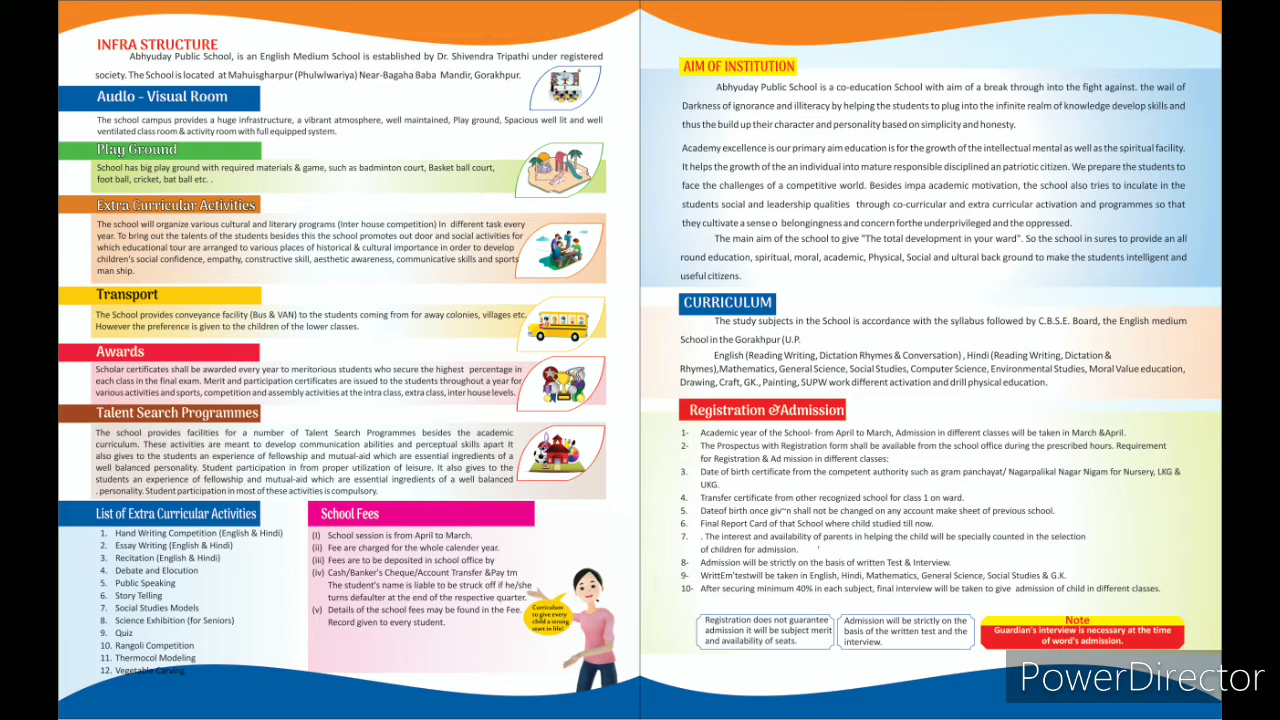 INFRA STRUCTURE
Abhyuday Public School, is an English Medium School is established by Dr. Shivendra Tripathi under registered
society. The School is located at Mahuisgharpur (Phulwlwariya) Near-Bagaha Baba Mandir, Gorakhpur.
Audlo - Visual Room
The school campus provides a huge infrastructure, a vibrant atmosphere, well maintained, Play ground, Spacious well lit and well
ventilated class room & activity room with full equipped system.
Play Ground
School has big play ground with required materials & game, such as badminton court, Basket ball court,
foot ball, cricket, bat ball etc. .
Extra Curricular Activities
The school will organize various cultural and literary programs (Inter house competition) In different task every
year. To bring out the talents of the students besides this the school promotes out door and social activities for
which educational tour are arranged to various places of historical & cultural importance in order to develop
children's social confidence, empathy, constructive skill, aesthetic awareness, communicative skills and sports
man ship.
Transport
The School provides conveyance facility (Bus & VAN) to the students coming from for away colonies, villages etc.
However the preference is given to the children of the lower classes.
Awards
Scholar certificates shall be awarded every year to meritorious students who secure the highest percentage in
each class in the final exam. Merit and participation certificates are issued to the students throughout a year for
various activities and sports, competition and assembly activities at the intra class, extra class, inter house levels.
Talent Search Programmes
The school provides facilities for a number of Talent Search Programmes besides the academic
curriculum. These activities are meant to develop communication abilities and perceptual skills apart It
also gives to the students an experience of fellowship and mutual-aid which are essential ingredients of a
well balanced personality. Student participation in from proper utilization of leisure. It also gives to the
students an experience of fellowship and mutual-aid which are essential ingredients of a well balanced
. personality. Student participation in most of these activities is compulsory.
List of Extra Curricular Activities
1. Hand Writing Competition (English & Hindi)
2. Essay Writing (English & Hindi)
3. Recitation (English & Hindi)
4. Debate and Elocution
5. Public Speaking
6. Story Telling
7. Social Studies Models
8. Science Exhibition (for Seniors)
9. Quiz
10. Rangoli Competition
11. Thermocol Modeling
12. Vegetable Carving
School Fees
(I) School session is from April to March.
(ii) Fee are charged for the whole calender year.
(iii) Fees are to be deposited in school office by
(iv) Cash/Banker's Cheque/Account Transfer &Pay tm
The student's name is liable to be struck off if he/she
turns defaulter at the end of the respective quarter.
(v) Details of the school fees may be found in the Fee.
Record given to every student.
Curriculum
to give every
child a strong
start in life!
AIM OF INSTITUTION
Abhyuday Public School is a co-education School with aim of a break through into the fight against. the wail of
Darkness of ignorance and illiteracy by helping the students to plug into the infinite realm of knowledge develop skills and
thus the build up their character and personality based on simplicity and honesty.
Academy excellence is our primary aim education is for the growth of the intellectual mental as well as the spiritual facility.
It helps the growth of the an individual into mature responsible disciplined an patriotic citizen. We prepare the students to
face the challenges of a competitive world. Besides impa academic motivation, the school also tries to inculate in the
students social and leadership qualities through co-curricular and extra curricular activation and programmes so that
they cultivate a sense o belongingness and concern forthe underprivileged and the oppressed.
The main aim of the school to give "The total development in your ward". So the school in sures to provide an all
round education, spiritual, moral, academic, Physical, Social and ultural back ground to make the students intelligent and
useful citizens.
CURRICULUM
The study subjects in the School is accordance with the syllabus followed by C.B.S.E. Board, the English medium
School in the Gorakhpur (U.P.
English (Reading Writing, Dictation Rhymes & Conversation) , Hindi (Reading Writing, Dictation &
Rhymes),Mathematics, General Science, Social Studies, Computer Science, Environmental Studies, Moral Value education,
Drawing, Craft, GK., Painting, SUPW work different activation and drill physical education.
Registration &Admission
1- Academic year of the School- from April to March, Admission in different classes will be taken in March &April.
2- The Prospectus with Registration form shall be available from the school office during the prescribed hours. Requirement
for Registration & Ad mission in different classes:
3. Date of birth certificate from the competent authority such as gram panchayat/ Nagarpalikal Nagar Nigam for Nursery, LKG &
UKG.
4. Transfer certificate from other recognized school for class 1 on ward.
5. Dateof birth once giv~n shall not be changed on any account make sheet of previous school.
6. Final Report Card of that School where child studied till now.
7. . The interest and availability of parents in helping the child will be specially counted in the selection
of children for admission. '
8- Admission will be strictly on the basis of written Test & Interview.
9- WrittEm'testwill be taken in English, Hindi, Mathematics, General Science, Social Studies & G.K.
10- After securing minimum 40% in each subject, final interview will be taken to give admission of child in different classes.
Registration does not guarantee
admission it will be subject merit
and availability of seats.
Admission will be strictly on the
basis of the written test and the
interview.
Note
Guardian's interview is necessary at the time
of word's admission.
PowerDirector